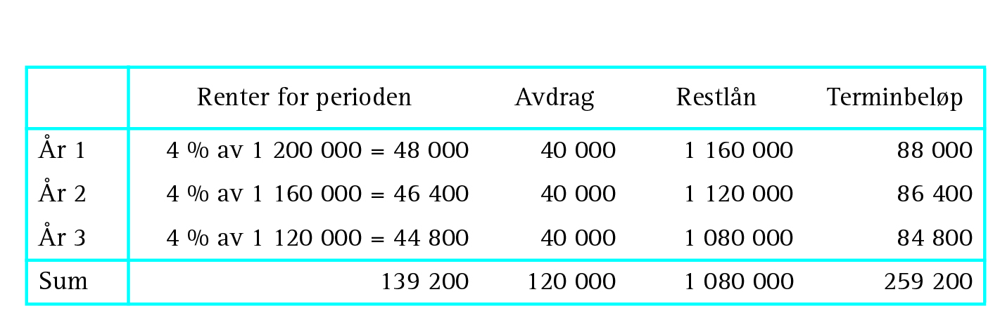 Renter for perioden Avdrag Restlån Terminbeløp
År 1 4 % av 1 200 000 = 48 000 40 000 1 160 000 88 000
År 2 4 % av 1 160 000 = 46 400 40 000 1 120 000 86 400
År 3 4 % av 1 120 000 = 44 800 40 000 1 080 000 84 800
Sum 139 200 120 000 1 080 000 259 200